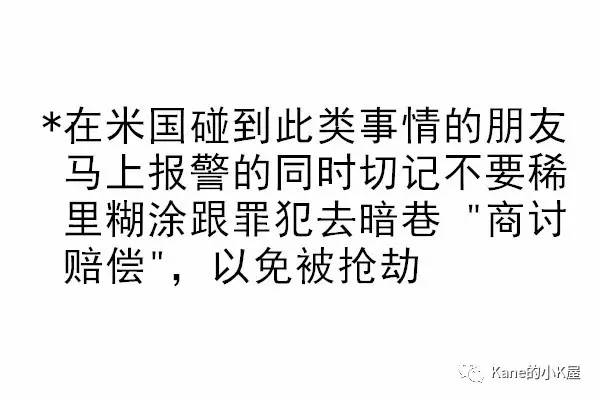 *在米国碰到此类事情的朋友
马上报警的同时切记不要稀
里糊涂跟罪犯去暗巷 "商讨
赔偿", 以免被抢劫
Kane的小K屋